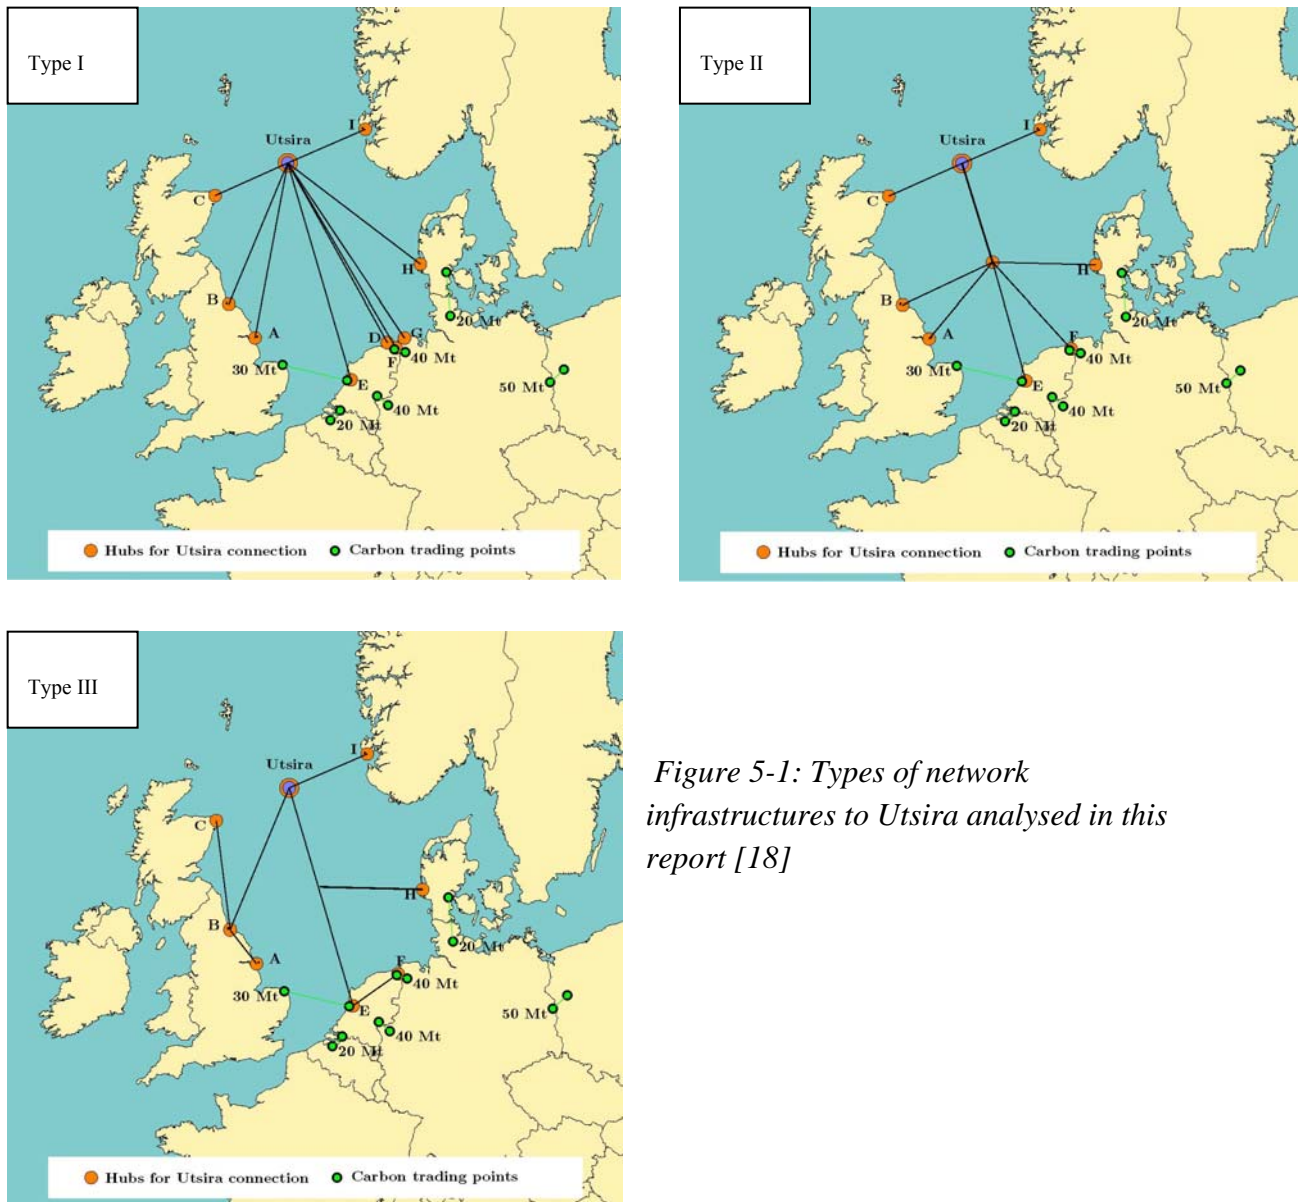 Type I
I
Utsira
C
H
B
A
D
G
F
20 Mt
40 Mt
30 Mt
E
50 Mt
40 Mt
20 Mt
Hubs for Utsira connection
Carbon trading points
Type II
I
Utsira
C
H
B
A
F
20 Mt
40 Mt
30 Mt
E
50 Mt
40 Mt
20 Mt
Hubs for Utsira connection
Carbon trading points
Type III
I
Utsira
C
H
B
A
F
20 Mt
40 Mt
30 Mt
E
50 Mt
40 Mt
20 Mt
Hubs for Utsira connection
Carbon trading points
Figure 5-1: Types of network
infrastructures to Utsira analysed in this
report [18]